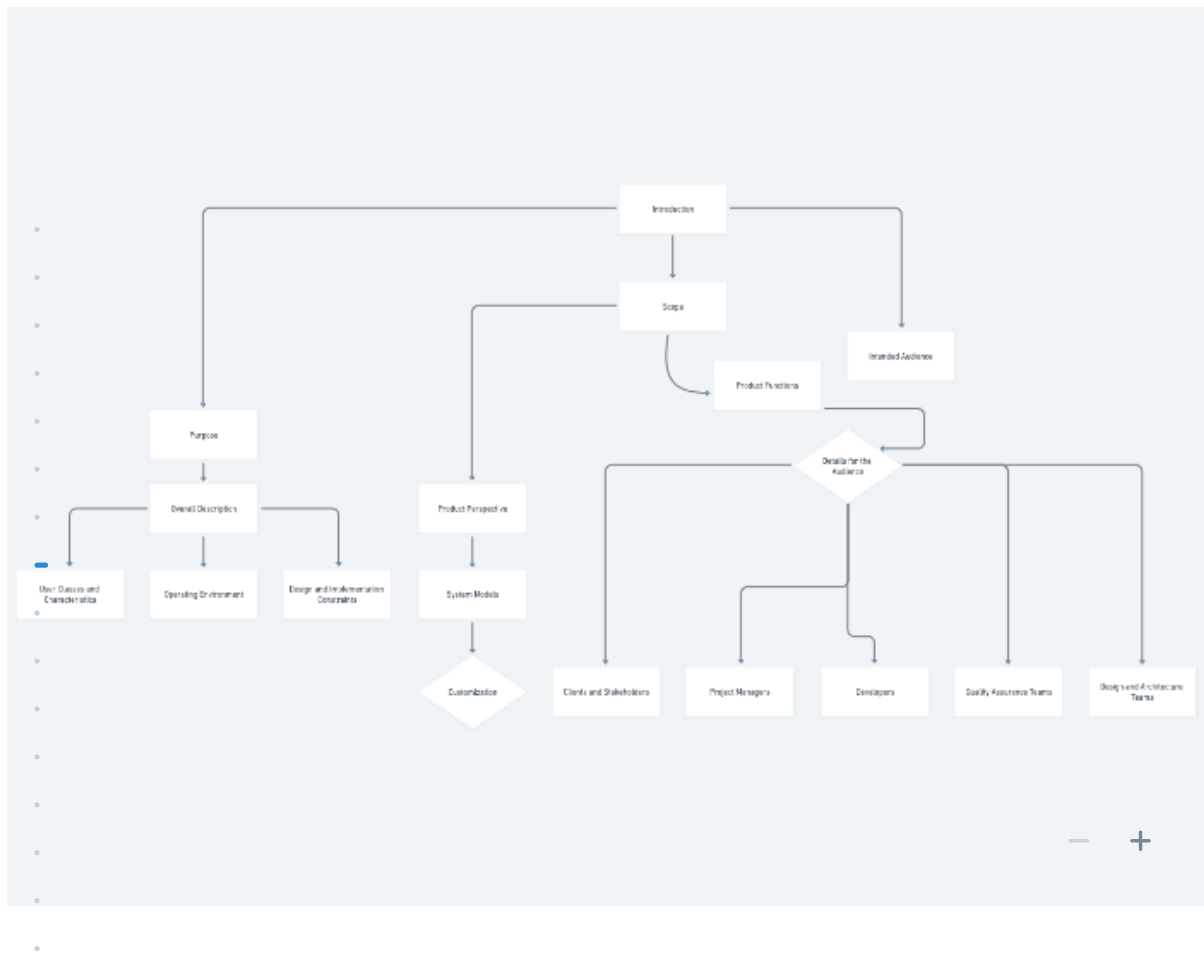 Introduction
Scope
Intended Audience
Product Functions
Purpose
Details for the
Audience
Overall Description
Product Perspective
User Classes and
Characteristics
Operating Environment
Design and Implementation
Constraints
System Models
Customization
Clients and Stakeholders
Project Managers
Developers
Quality Assurance Teams
Design and Architecture
Teams